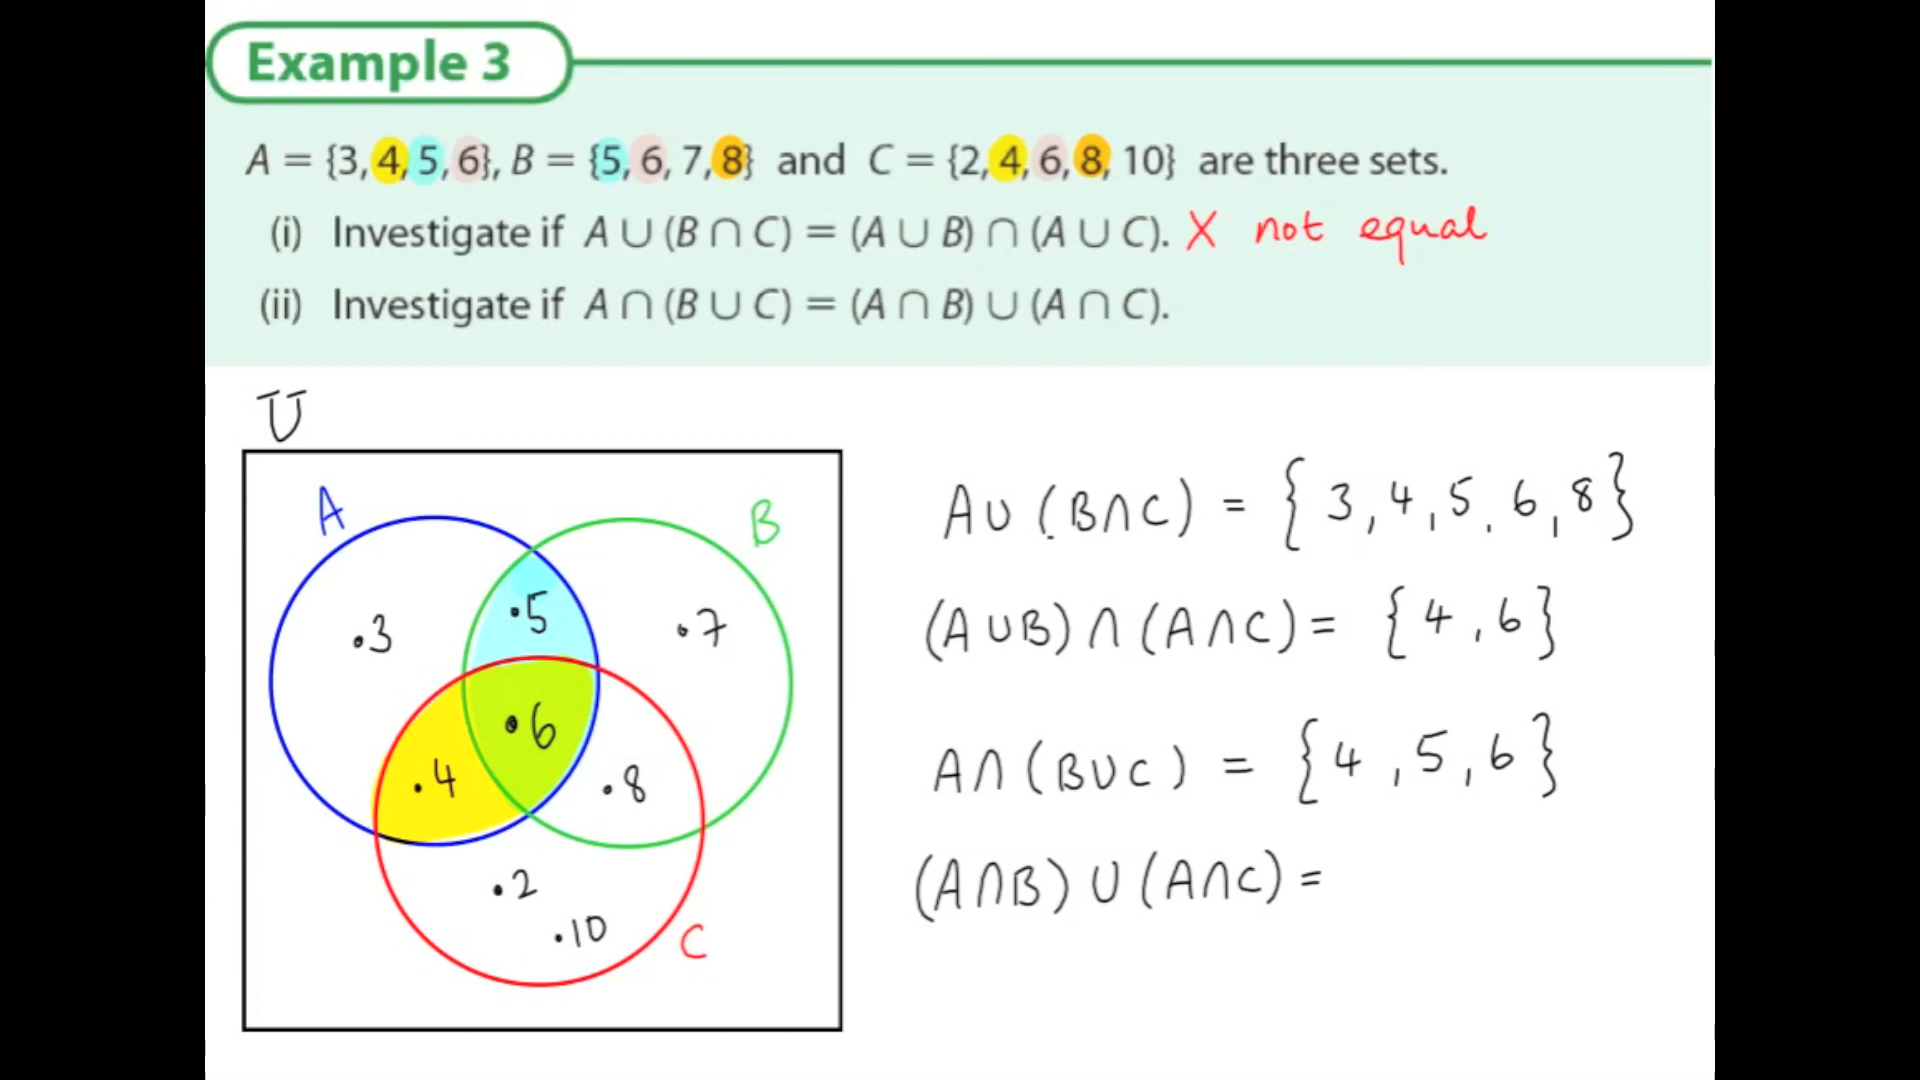 Example 3
A = {3, 4, 5, 6}, B = {5, 6, 7, 8} and C = {2, 4, 6, 8, 10} are three sets.
(i) Investigate if A ∪ (B ∩ C) = (A ∪ B) ∩ (A ∪ C). X not equal
(ii) Investigate if A ∩ (B ∪ C) = (A ∩ B) ∪ (A ∩ C).
U
A
B
·3
·5
·7
·6
·4
·8
·2
·10
C
A∪(B∩C) = {3, 4, 5, 6, 8}
(A∪B)∩(A∩C) = {4, 6}
A∩(B∪C) = {4, 5, 6}
(A∩B)∪(A∩C) =